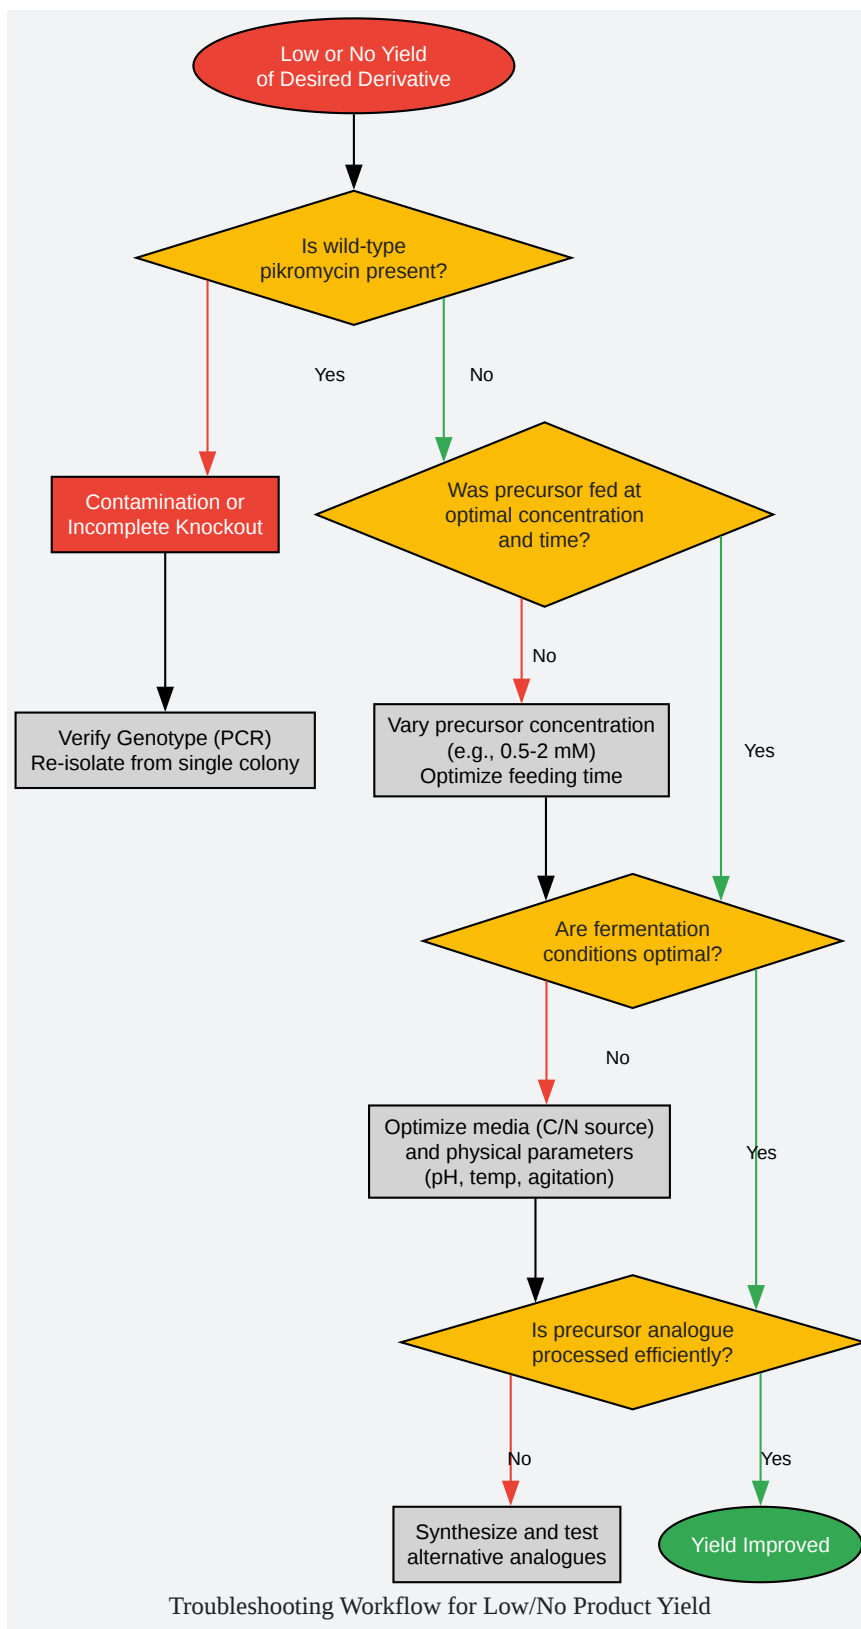 Low or No Yield
of Desired Derivative
Is wild-type
pikromycin present?
Yes
No
Contamination or
Incomplete Knockout
Was precursor fed at
optimal concentration
and time?
No
Verify Genotype (PCR)
Re-isolate from single colony
Vary precursor concentration
(e.g., 0.5-2 mM)
Optimize feeding time
Yes
Are fermentation
conditions optimal?
No
Optimize media (C/N source)
and physical parameters
(pH, temp, agitation)
Yes
Is precursor analogue
processed efficiently?
No
Yes
Synthesize and test
alternative analogues
Yield Improved
Troubleshooting Workflow for Low/No Product Yield